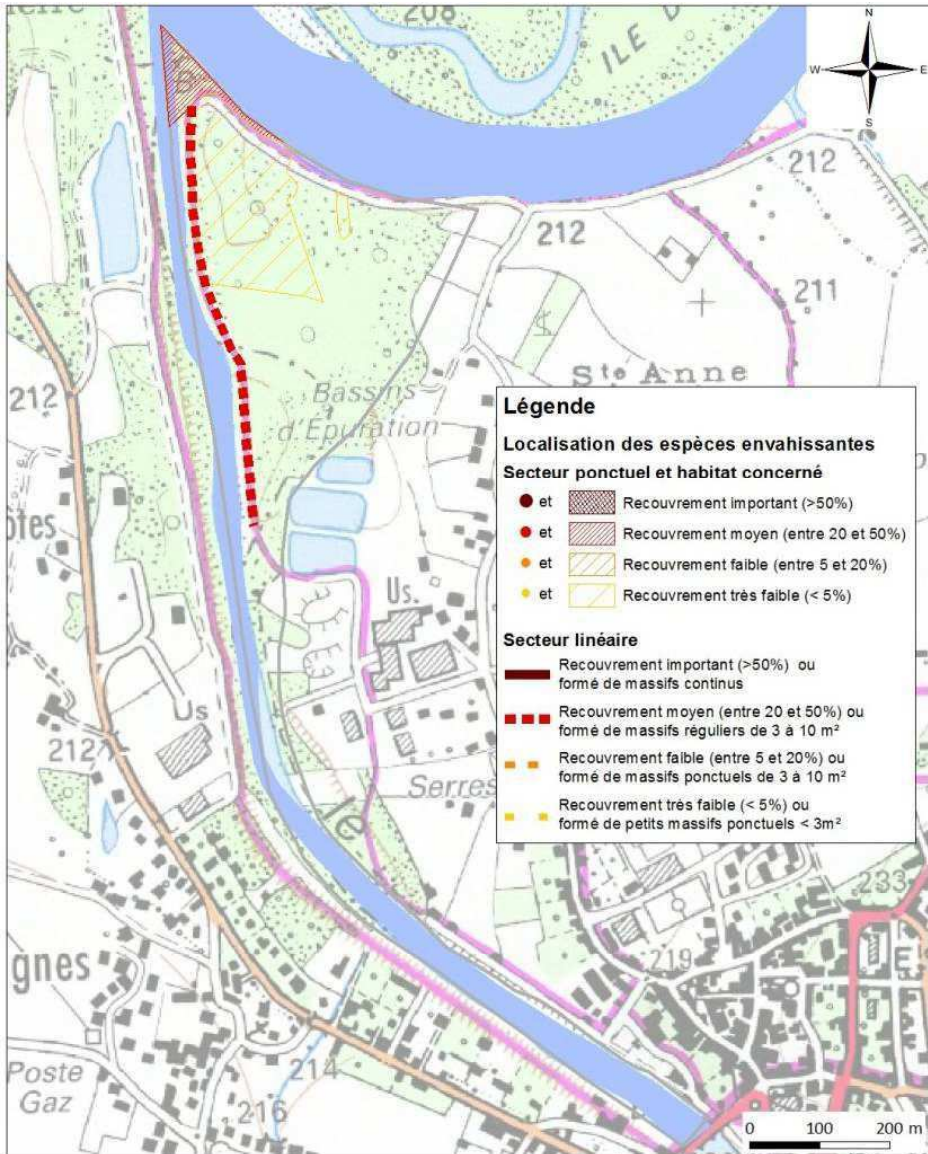 208
ILE D
N
W
E
S
B
212
212
212
211
Ste Anne
212
Bassins
d'Epuration
ôtes
Us.
Us
212
Serres
le
gnes
Poste
Gaz
214
216
219
233
E
Légende
Localisation des espèces envahissantes
Secteur ponctuel et habitat concerné
et Recouvrement important (>50%)
et Recouvrement moyen (entre 20 et 50%)
et Recouvrement faible (entre 5 et 20%)
et Recouvrement très faible (< 5%)
Secteur linéaire
Recouvrement important (>50%) ou
formé de massifs continus
Recouvrement moyen (entre 20 et 50%) ou
formé de massifs réguliers de 3 à 10 m²
Recouvrement faible (entre 5 et 20%) ou
formé de massifs ponctuels de 3 à 10 m²
Recouvrement très faible (< 5%) ou
formé de petits massifs ponctuels < 3m²
0 100 200 m